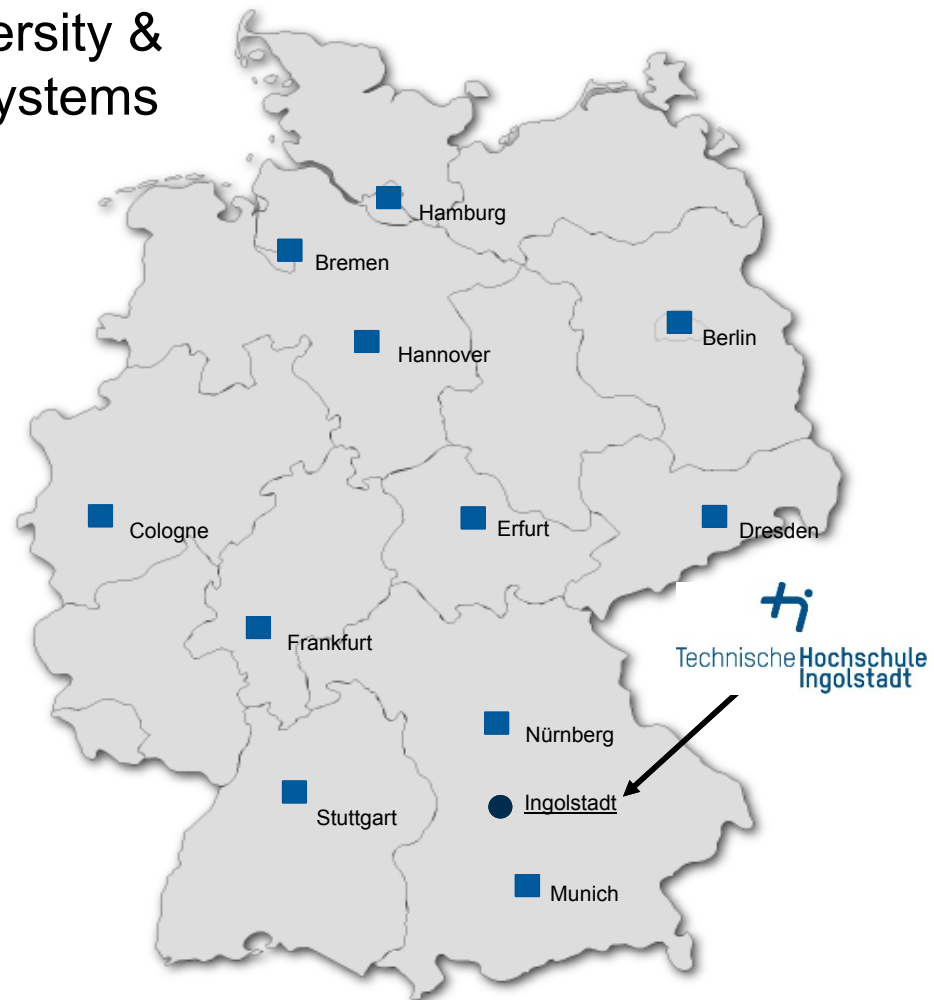 ersity &
ystems
Hamburg
Bremen
Berlin
Hannover
Cologne
Erfurt
Dresden
Technische Hochschule
Ingolstadt
Frankfurt
Nürnberg
Ingolstadt
Stuttgart
Munich